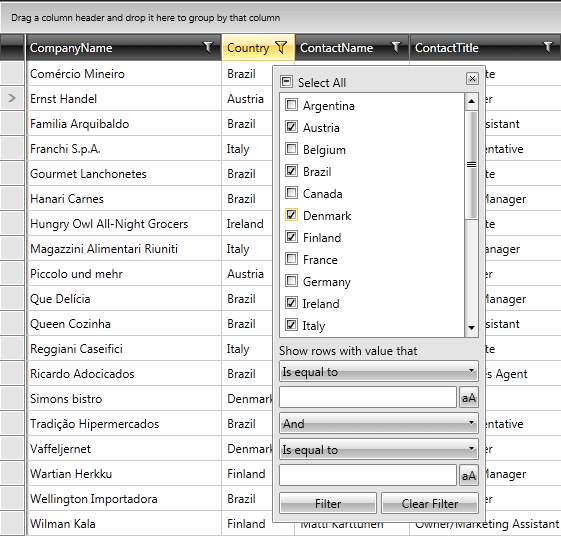 Drag a column header and drop it here to group by that column
CompanyName Country ContactName ContactTitle
Select All
Argentina
Austria
Belgium
Brazil
Canada
Denmark
Finland
France
Germany
Ireland
Italy
Show rows with value that
Is equal to
aA
And
Is equal to
aA
Filter Clear Filter
Comércio Mineiro Brazil te
Ernst Handel Austria er
Familia Arquibaldo Brazil ssistant
Franchi S.p.A. Italy entative
Gourmet Lanchonetes Brazil te
Hanari Carnes Brazil Manager
Hungry Owl All-Night Grocers Ireland te
Magazzini Alimentari Riuniti Italy anager
Piccolo und mehr Austria er
Que Delícia Brazil Manager
Queen Cozinha Brazil ssistant
Reggiani Caseifici Italy te
Ricardo Adocicados Brazil s Agent
Simons bistro Denmark er
Tradição Hipermercados Brazil entative
Vaffeljernet Denmark er
Wartian Herkku Finland Manager
Wellington Importadora Brazil er
Wilman Kala Finland Matti Karttunen Owner/Marketing Assistant